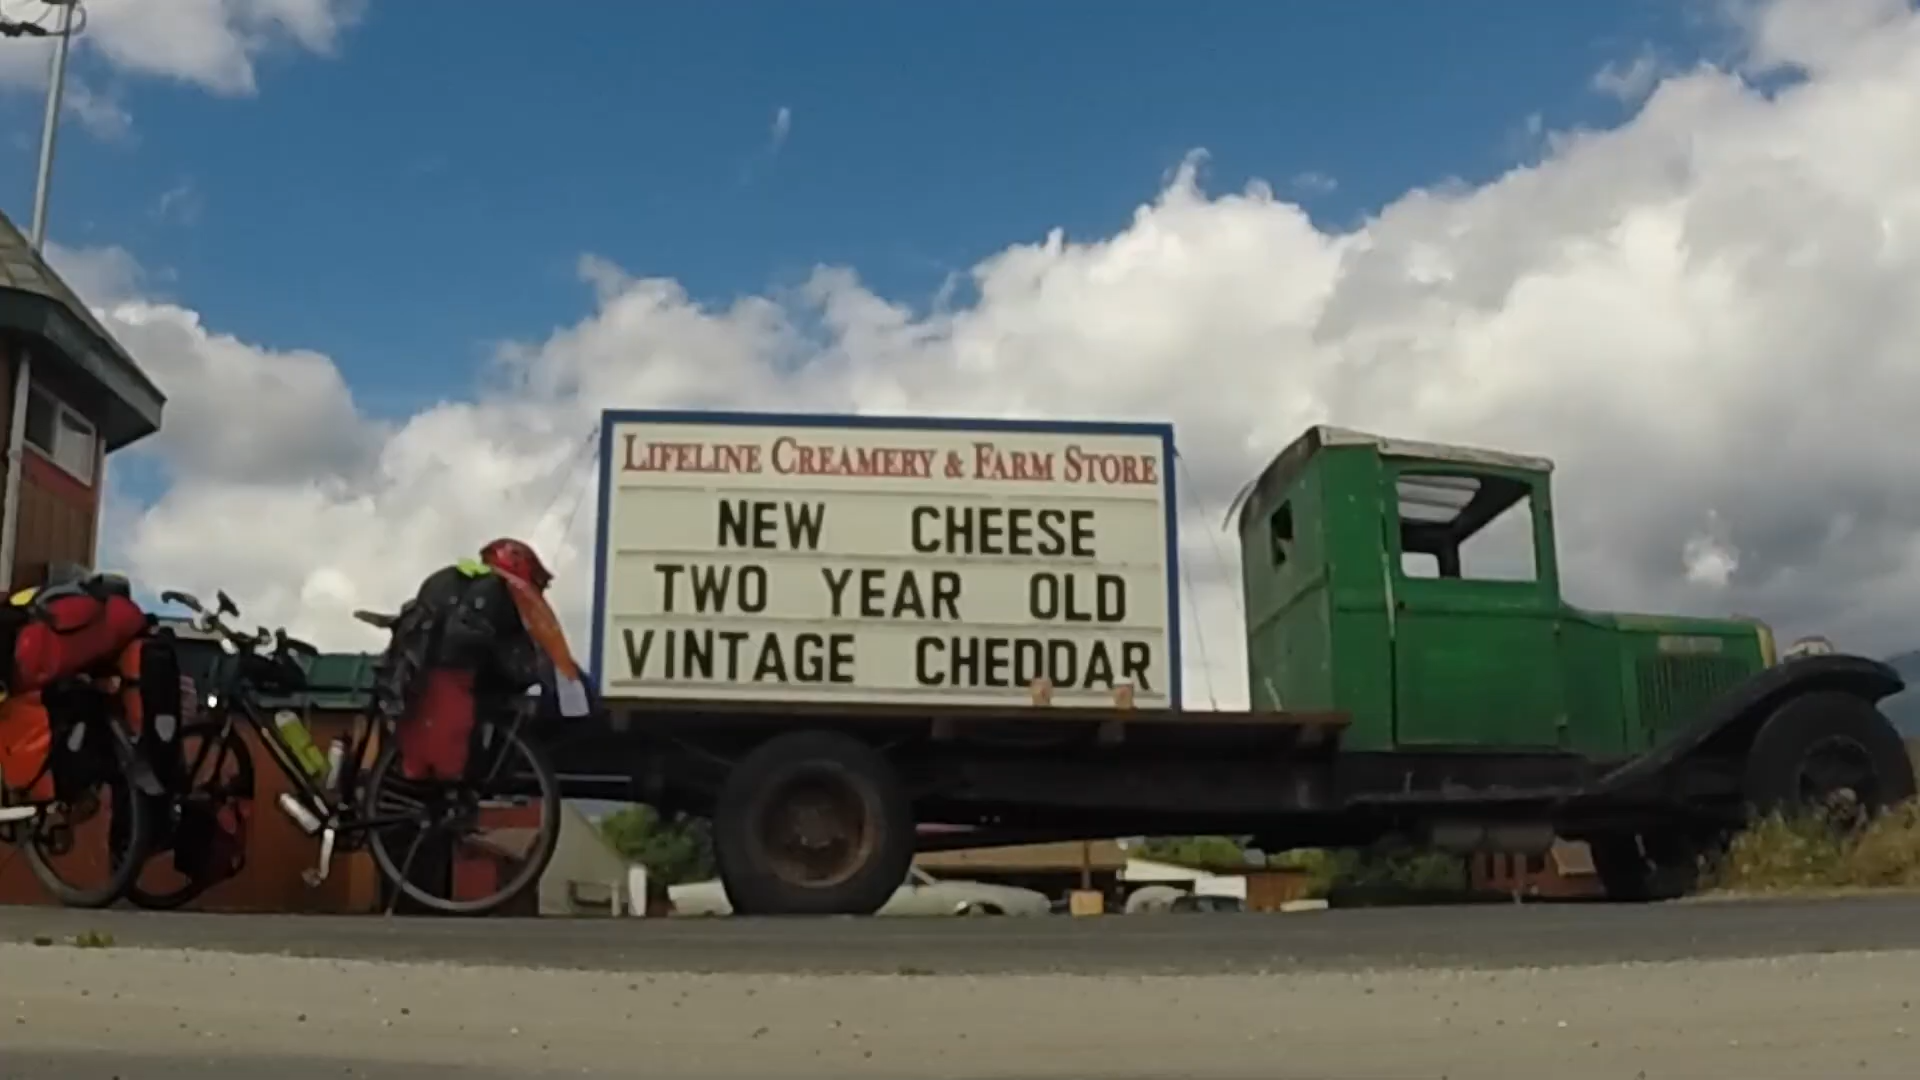 LIFELINE CREAMERY & FARM STORE
NEW CHEESE
TWO YEAR OLD
VINTAGE CHEDDAR